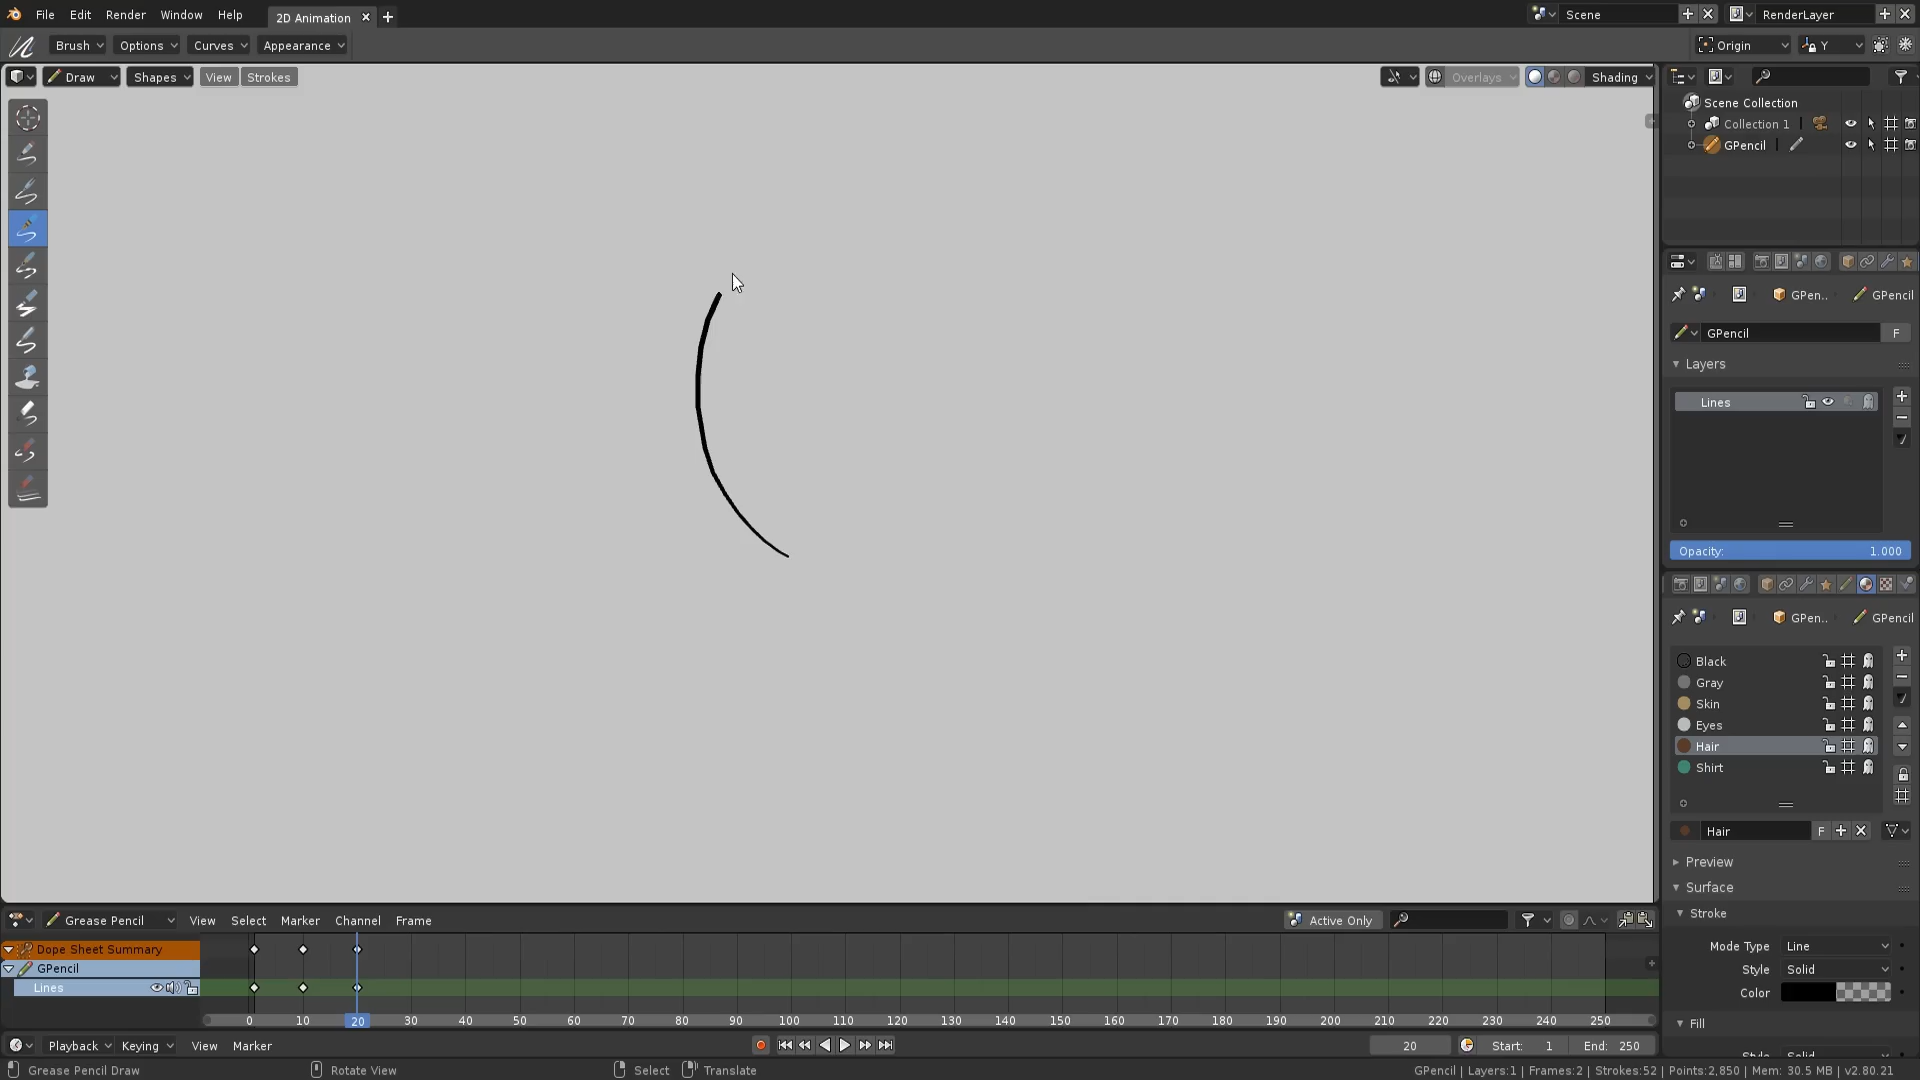 File Edit Render Window Help 2D Animation Scene RenderLayer
Brush Options Curves Appearance Origin Y
Draw Shapes View Strokes Overlays Shading
Scene Collection
Collection 1
GPencil
GPen.. GPencil
GPencil F
Layers
Lines
Opacity: 1.000
GPen.. GPencil
Black
Gray
Skin
Eyes
Hair
Shirt
Hair F
Preview
Surface
Stroke
Mode Type Line
Style Solid
Color
Fill
Style Solid
Grease Pencil View Select Marker Channel Frame Active Only
Dope Sheet Summary
GPencil
Lines
0 10 20 30 40 50 60 70 80 90 100 110 120 130 140 150 160 170 180 190 200 210 220 230 240 250
Playback Keying View Marker 20 Start: 1 End: 250
Grease Pencil Draw Rotate View Select Translate GPencil | Layers:1 | Frames:2 | Strokes:52 | Points:2,850 | Mem: 30.5 MB | v2.80.21